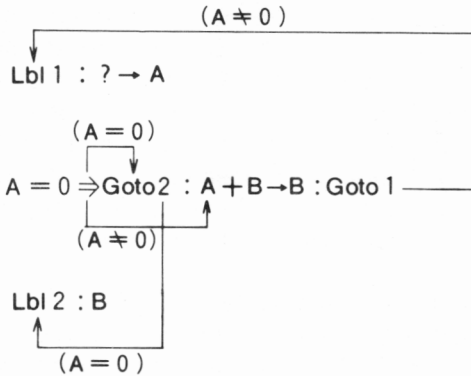 (A ≠ 0)
Lbl 1 : ? → A
(A = 0)
A = 0 ⇒ Goto 2 : A + B → B : Goto 1
(A ≠ 0)
Lbl 2 : B
(A = 0)